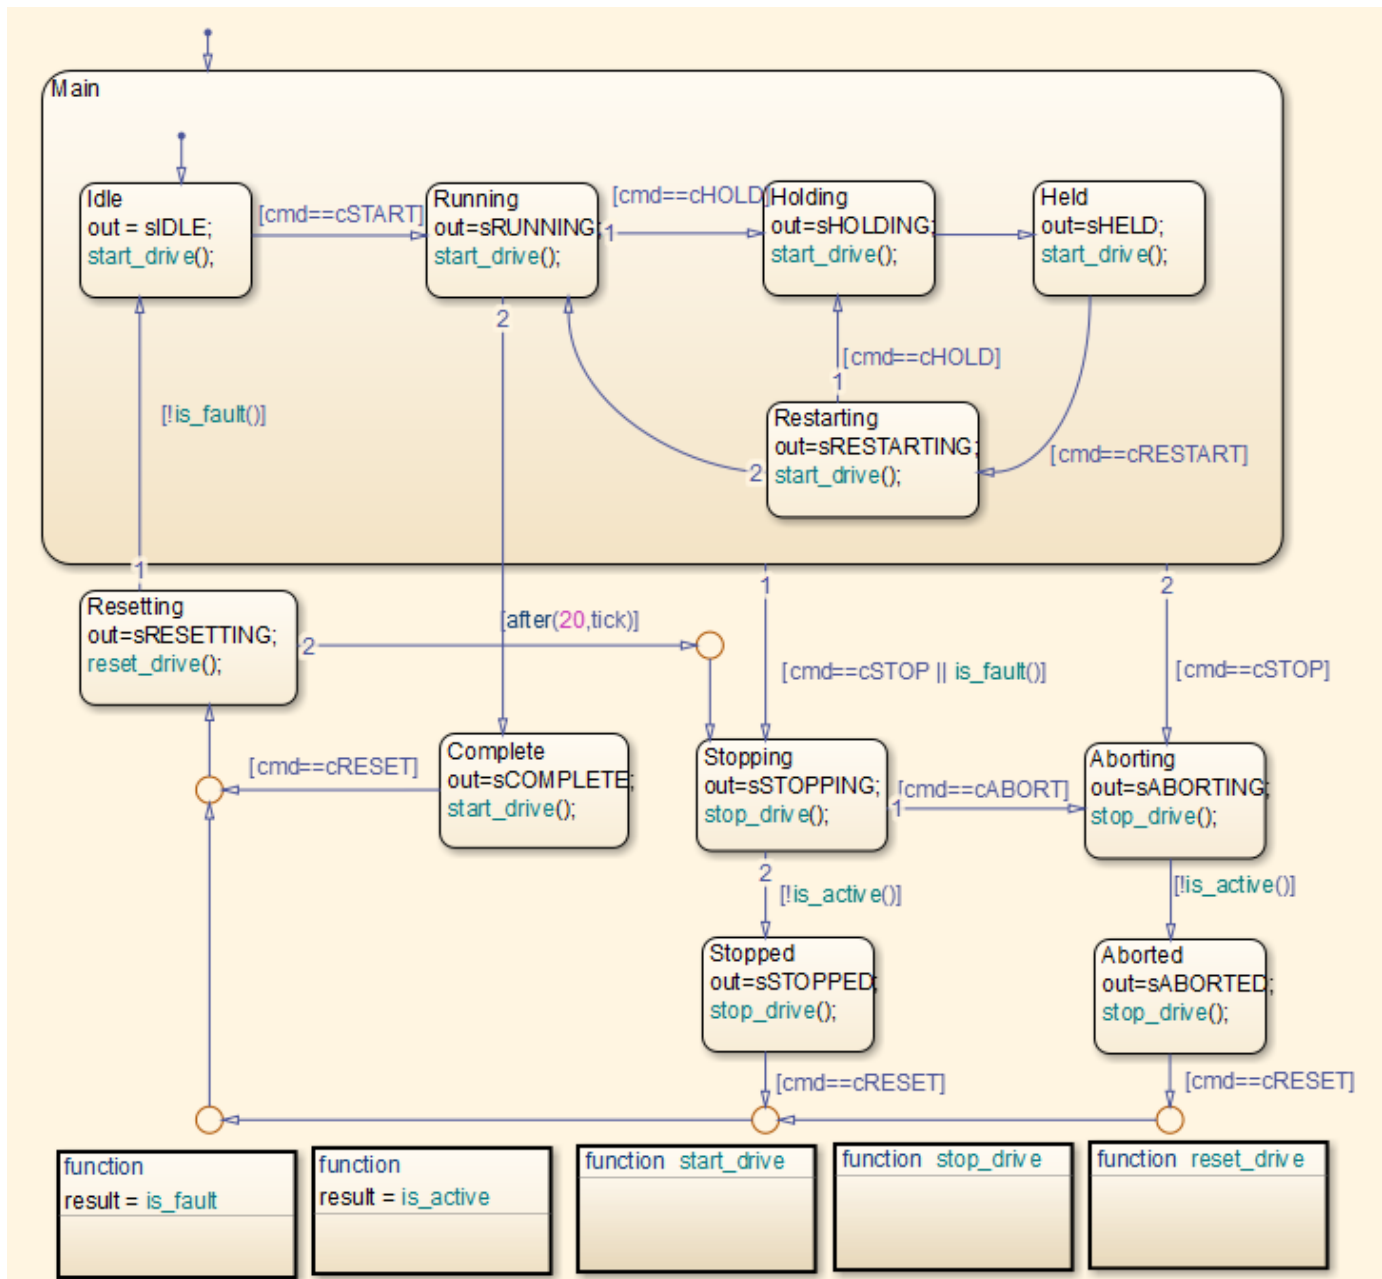 Main
Idle
out = sIDLE;
start_drive();
[cmd==cSTART]
Running
out=sRUNNING;
start_drive();
1
[cmd==cHOLD]
Holding
out=sHOLDING;
start_drive();
Held
out=sHELD;
start_drive();
2
[cmd==cHOLD]
1
[!is_fault()]
Restarting
out=sRESTARTING;
start_drive();
2
[cmd==cRESTART]
1
1
2
Resetting
out=sRESETTING;
reset_drive();
2
[after(20,tick)]
[cmd==cSTOP || is_fault()]
[cmd==cSTOP]
[cmd==cRESET]
Complete
out=sCOMPLETE;
start_drive();
Stopping
out=sSTOPPING;
stop_drive();
[cmd==cABORT]
1
Aborting
out=sABORTING;
stop_drive();
2
[!is_active()]
[!is_active()]
Stopped
out=sSTOPPED;
stop_drive();
Aborted
out=sABORTED;
stop_drive();
[cmd==cRESET]
[cmd==cRESET]
function
result = is_fault
function
result = is_active
function start_drive
function stop_drive
function reset_drive